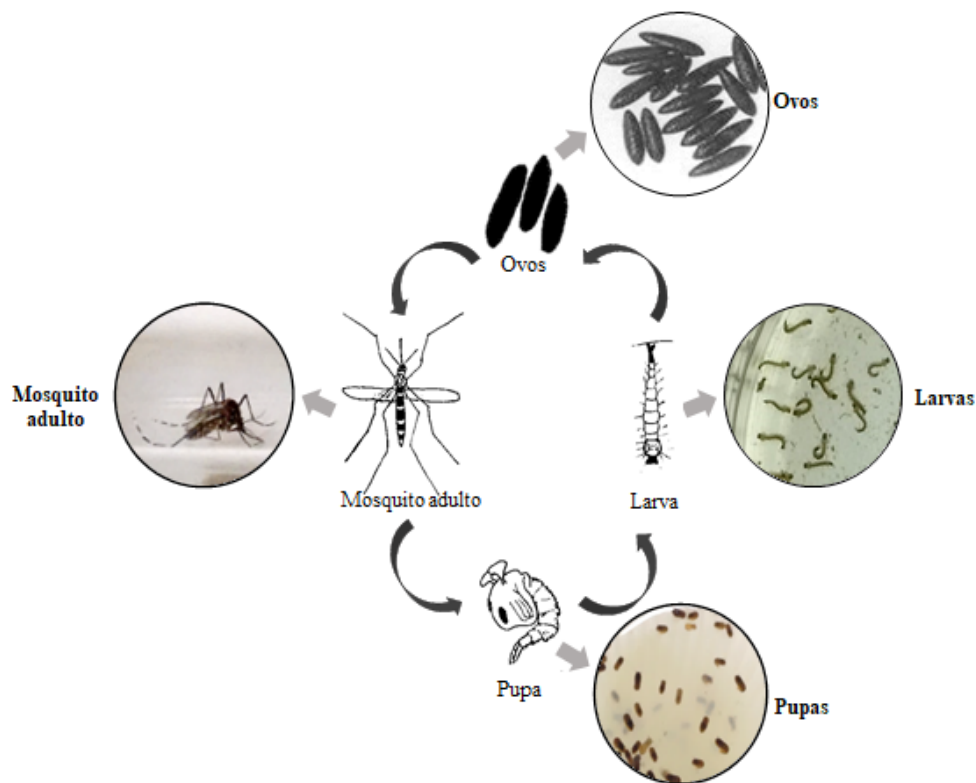 Ovos
Ovos
Mosquito
adulto
Larvas
Mosquito adulto
Larva
Pupa
Pupas